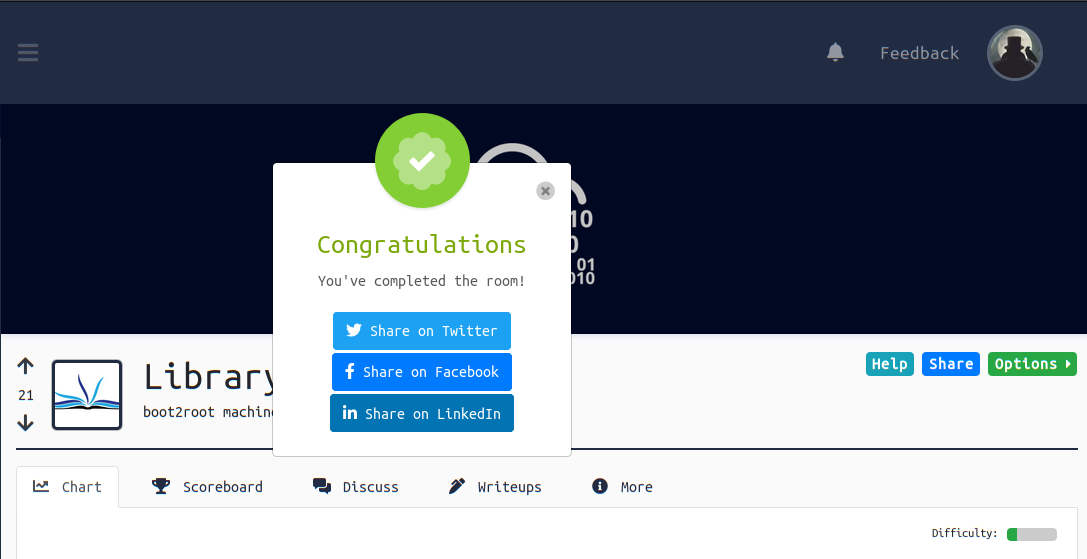 Feedback
10
0
01
010
Congratulations
You've completed the room!
Share on Twitter
Share on Facebook
Share on LinkedIn
21
Library
boot2root machine
Help
Share
Options
Chart
Scoreboard
Discuss
Writeups
More
Difficulty: